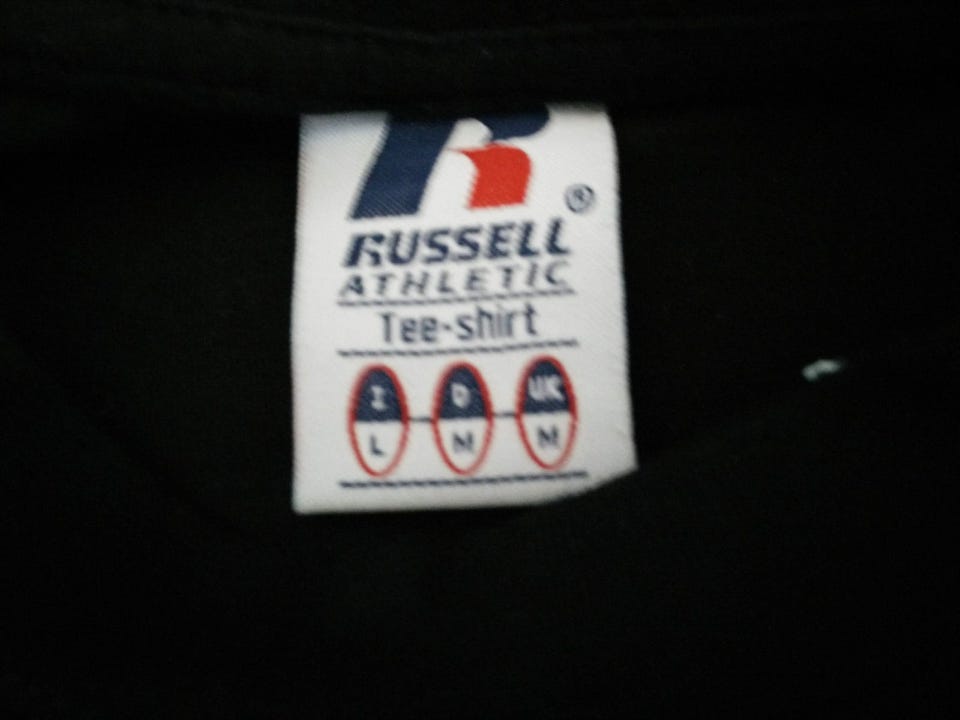 R
®
RUSSELL
ATHLETIC
Tee-shirt
I D UK
L M M